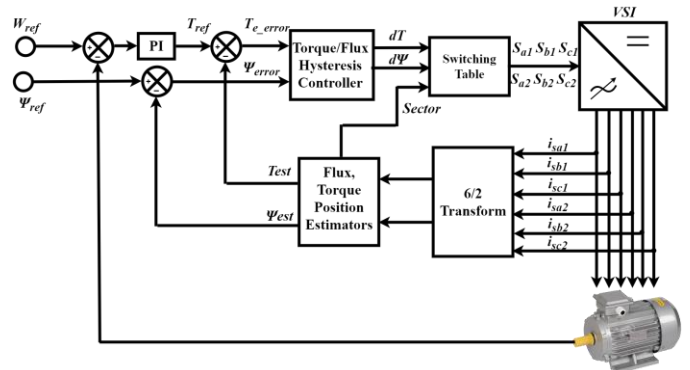 W_ref
T_ref
T_e_error
VSI
+
-
PI
+
-
Torque/Flux
Hysteresis
Controller
dT
dΨ
Switching
Table
S_a1 S_b1 S_c1
S_a2 S_b2 S_c2
Ψ_ref
+
-
Ψ_error
Sector
Test
Ψest
Flux,
Torque
Position
Estimators
6/2
Transform
i_sa1
i_sb1
i_sc1
i_sa2
i_sb2
i_sc2